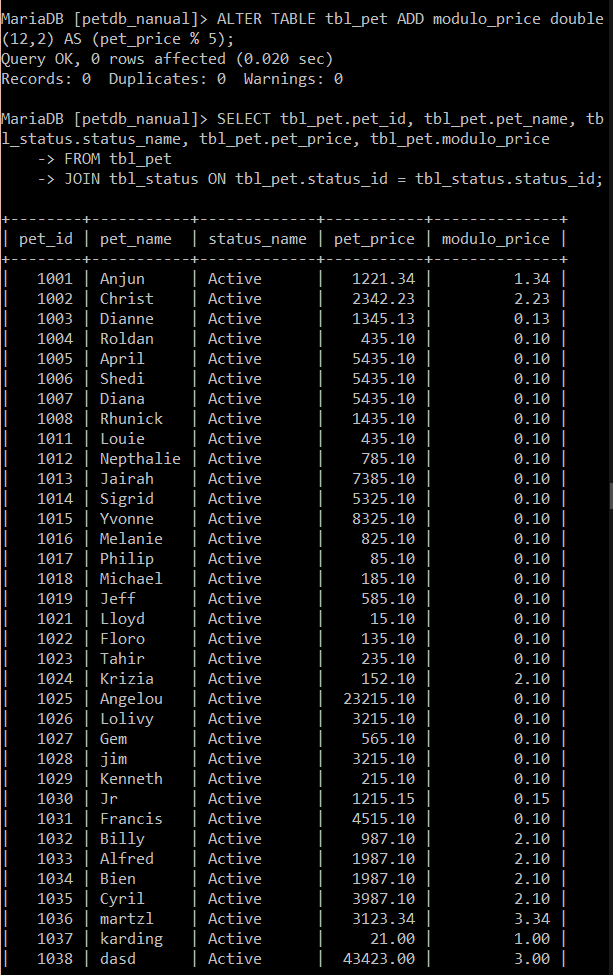 MariaDB [petdb_nanual]> ALTER TABLE tbl_pet ADD modulo_price double
(12,2) AS (pet_price % 5);
Query OK, 0 rows affected (0.020 sec)
Records: 0  Duplicates: 0  Warnings: 0

MariaDB [petdb_nanual]> SELECT tbl_pet.pet_id, tbl_pet.pet_name, tb
l_status.status_name, tbl_pet.pet_price, tbl_pet.modulo_price
    -> FROM tbl_pet
    -> JOIN tbl_status ON tbl_pet.status_id = tbl_status.status_id;

+--------+-----------+-------------+-----------+--------------+
| pet_id | pet_name  | status_name | pet_price | modulo_price |
+--------+-----------+-------------+-----------+--------------+
|   1001 | Anjun     | Active      |   1221.34 |         1.34 |
|   1002 | Christ    | Active      |   2342.23 |         2.23 |
|   1003 | Dianne    | Active      |   1345.13 |         0.13 |
|   1004 | Roldan    | Active      |    435.10 |         0.10 |
|   1005 | April     | Active      |   5435.10 |         0.10 |
|   1006 | Shedi     | Active      |   5435.10 |         0.10 |
|   1007 | Diana     | Active      |   5435.10 |         0.10 |
|   1008 | Rhunick   | Active      |   1435.10 |         0.10 |
|   1011 | Louie     | Active      |    435.10 |         0.10 |
|   1012 | Nepthalie | Active      |    785.10 |         0.10 |
|   1013 | Jairah    | Active      |   7385.10 |         0.10 |
|   1014 | Sigrid    | Active      |   5325.10 |         0.10 |
|   1015 | Yvonne    | Active      |   8325.10 |         0.10 |
|   1016 | Melanie   | Active      |    825.10 |         0.10 |
|   1017 | Philip    | Active      |     85.10 |         0.10 |
|   1018 | Michael   | Active      |    185.10 |         0.10 |
|   1019 | Jeff      | Active      |    585.10 |         0.10 |
|   1021 | Lloyd     | Active      |     15.10 |         0.10 |
|   1022 | Floro     | Active      |    135.10 |         0.10 |
|   1023 | Tahir     | Active      |    235.10 |         0.10 |
|   1024 | Krizia    | Active      |    152.10 |         2.10 |
|   1025 | Angelou   | Active      |  23215.10 |         0.10 |
|   1026 | Lolivy    | Active      |   3215.10 |         0.10 |
|   1027 | Gem       | Active      |    565.10 |         0.10 |
|   1028 | jim       | Active      |   3215.10 |         0.10 |
|   1029 | Kenneth   | Active      |    215.10 |         0.10 |
|   1030 | Jr        | Active      |   1215.15 |         0.15 |
|   1031 | Francis   | Active      |   4515.10 |         0.10 |
|   1032 | Billy     | Active      |    987.10 |         2.10 |
|   1033 | Alfred    | Active      |   1987.10 |         2.10 |
|   1034 | Bien      | Active      |   1987.10 |         2.10 |
|   1035 | Cyril     | Active      |   3987.10 |         2.10 |
|   1036 | martzl    | Active      |   3123.34 |         3.34 |
|   1037 | karding   | Active      |     21.00 |         1.00 |
|   1038 | dasd      | Active      |  43423.00 |         3.00 |